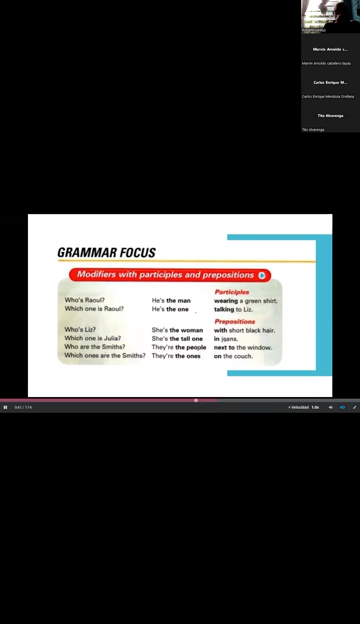 Marvin Arnoldo c...
Marvin Arnoldo caballero tepaz
Carlos Enrique M...
Carlos Enrique Mendoza Orellana
Tito Alvarenga
Tito Alvarenga
GRAMMAR FOCUS
Modifiers with participles and prepositions
Participles
Who's Raoul? He's the man wearing a green shirt.
Which one is Raoul? He's the one talking to Liz.
Prepositions
Who's Liz? She's the woman with short black hair.
Which one is Julia? She's the tall one in jeans.
Who are the Smiths? They're the people next to the window.
Which ones are the Smiths? They're the ones on the couch.
Velocidad